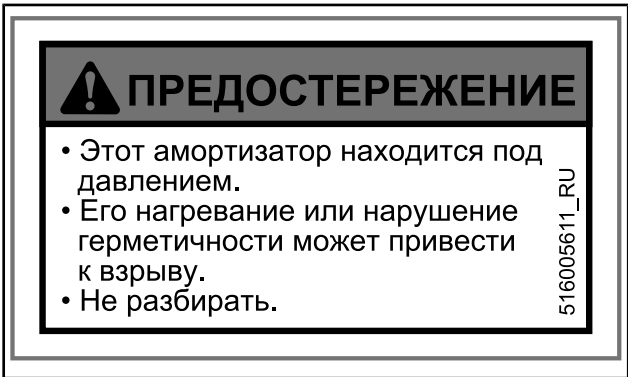 ПРЕДОСТЕРЕЖЕНИЕ
• Этот амортизатор находится под
давлением.
• Его нагревание или нарушение
герметичности может привести
к взрыву.
• Не разбирать.
516005611_RU